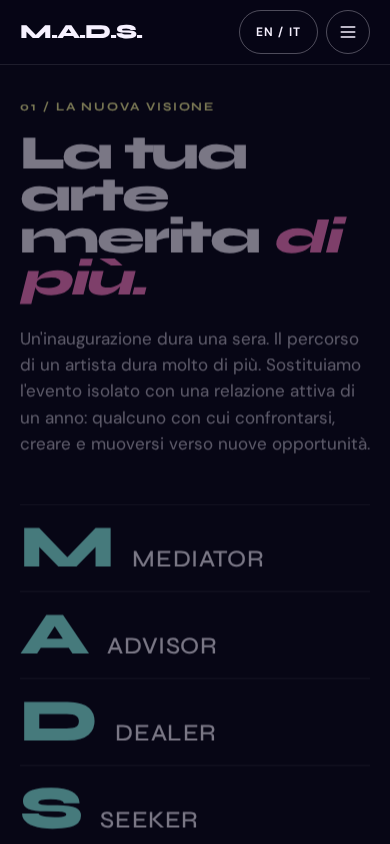 M.A.D.S.
EN / IT
01 / LA NUOVA VISIONE
La tua
arte
merita di
più.
Un'inaugurazione dura una sera. Il percorso
di un artista dura molto di più. Sostituiamo
l'evento isolato con una relazione attiva di
un anno: qualcuno con cui confrontarsi,
creare e muoversi verso nuove opportunità.
M MEDIATOR
A ADVISOR
D DEALER
S SEEKER